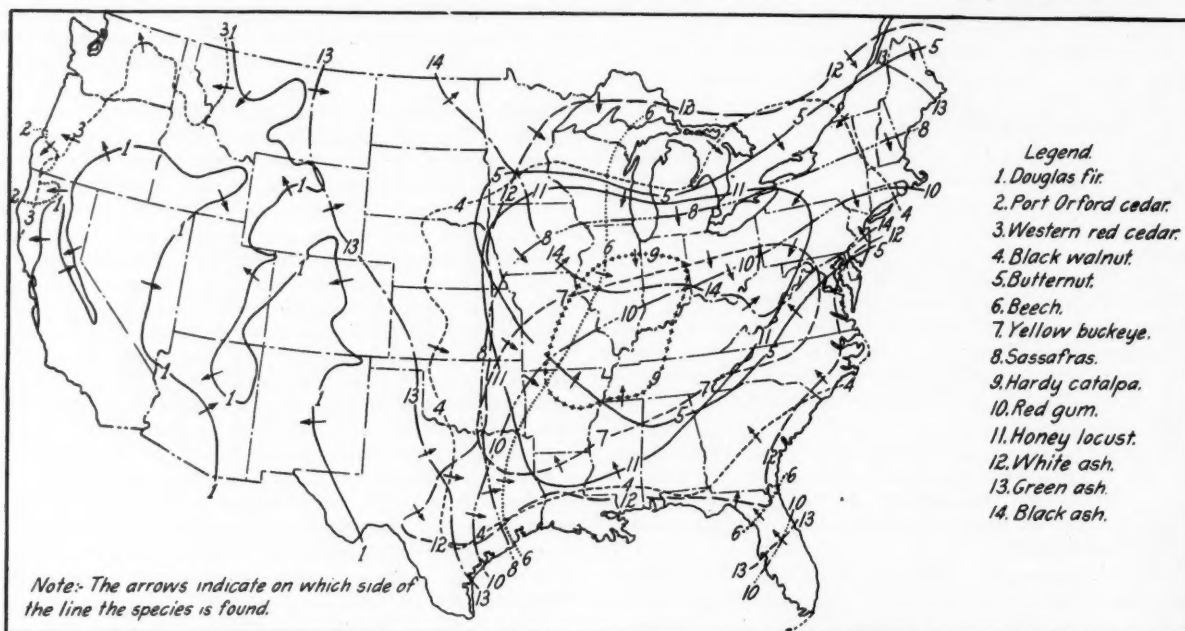 Legend.
1. Douglas fir.
2. Port Orford cedar.
3. Western red cedar.
4. Black walnut.
5. Butternut.
6. Beech.
7. Yellow buckeye.
8. Sassafras.
9. Hardy catalpa.
10. Red gum.
11. Honey locust.
12. White ash.
13. Green ash.
14. Black ash.
Note:- The arrows indicate on which side of
the line the species is found.